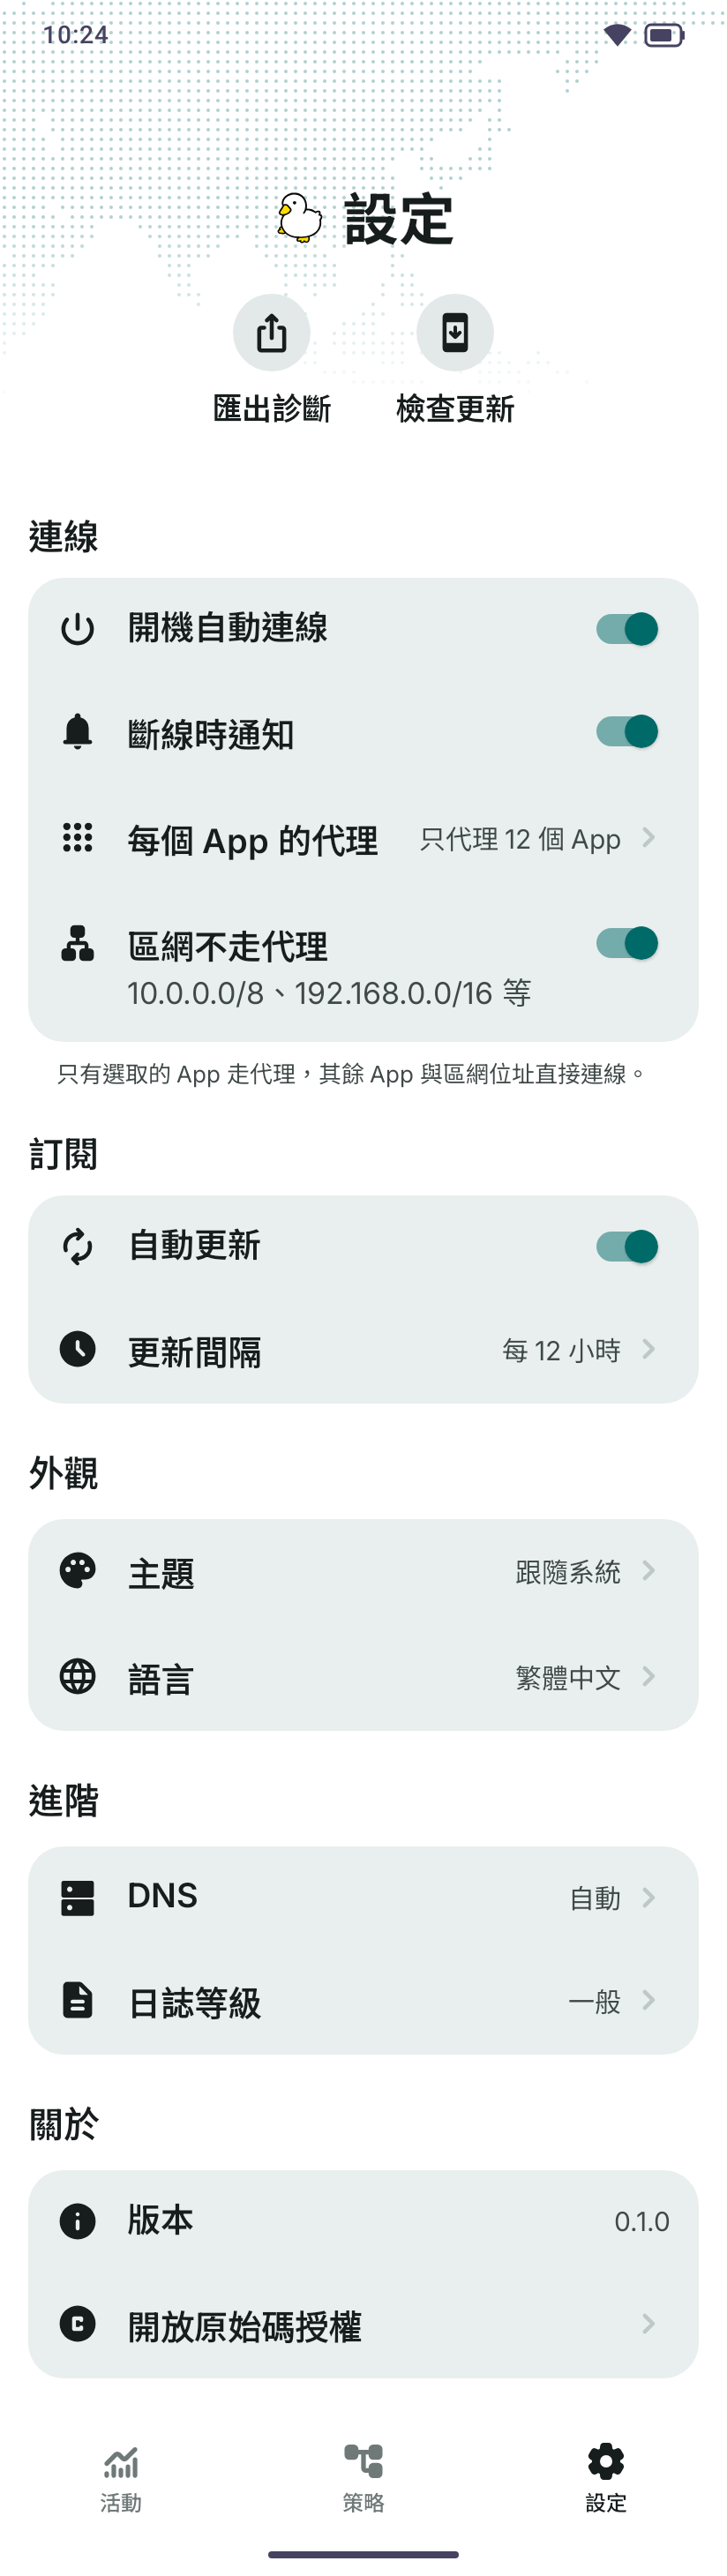 10:24
設定
匯出診斷
檢查更新
連線
開機自動連線
斷線時通知
每個 App 的代理
只代理 12 個 App
區網不走代理
10.0.0.0/8、192.168.0.0/16 等
只有選取的 App 走代理，其餘 App 與區網位址直接連線。
訂閱
自動更新
更新間隔
每 12 小時
外觀
主題
跟隨系統
語言
繁體中文
進階
DNS
自動
日誌等級
一般
關於
版本
0.1.0
開放原始碼授權
活動
策略
設定